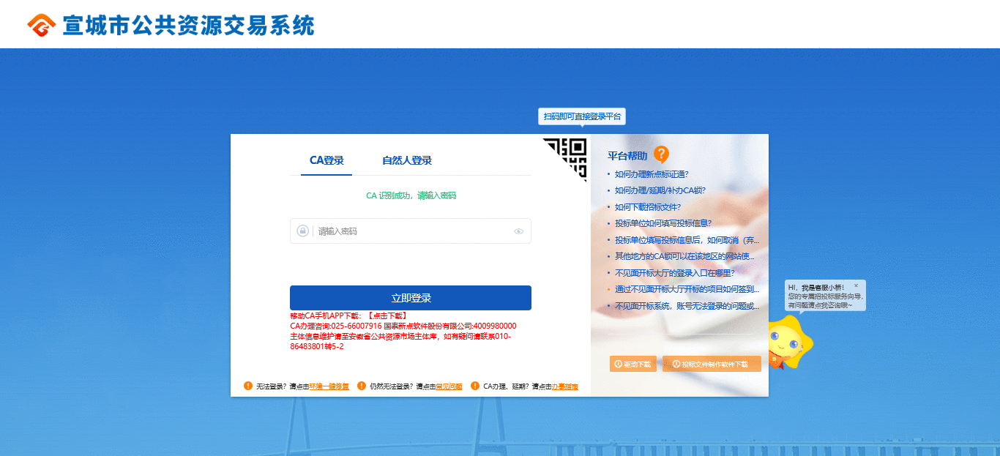 宣城市公共资源交易系统
扫码即可直接登录平台
CA登录
自然人登录
CA 识别成功，请输入密码
请输入密码
立即登录
移动CA手机APP下载：【点击下载】
CA办理咨询:025-66007916 国泰新点软件股份有限公司:4009980000
主体信息维护请至安徽省公共资源市场主体库，如有疑问请联系010-
86483801转5-2
无法登录？请点击环境一键修复
仍然无法登录？请点击常见问题
CA办理、延期？请点击办事指南
平台帮助
如何办理新点标证通?
如何办理/延期/补办CA锁?
如何下载招标文件?
投标单位如何填写投标信息?
投标单位填写投标信息后，如何取消（弃...
其他地方的CA锁可以在该地区的网站使...
不见面开标大厅的登录入口在哪里?
通过不见面开标大厅开标的项目如何签到...
不见面开标系统，账号无法登录的问题或...
驱动下载
投标文件制作软件下载
HI，我是客服小桥！
您的专属招投标服务向导，
有问题请点我咨询哦~